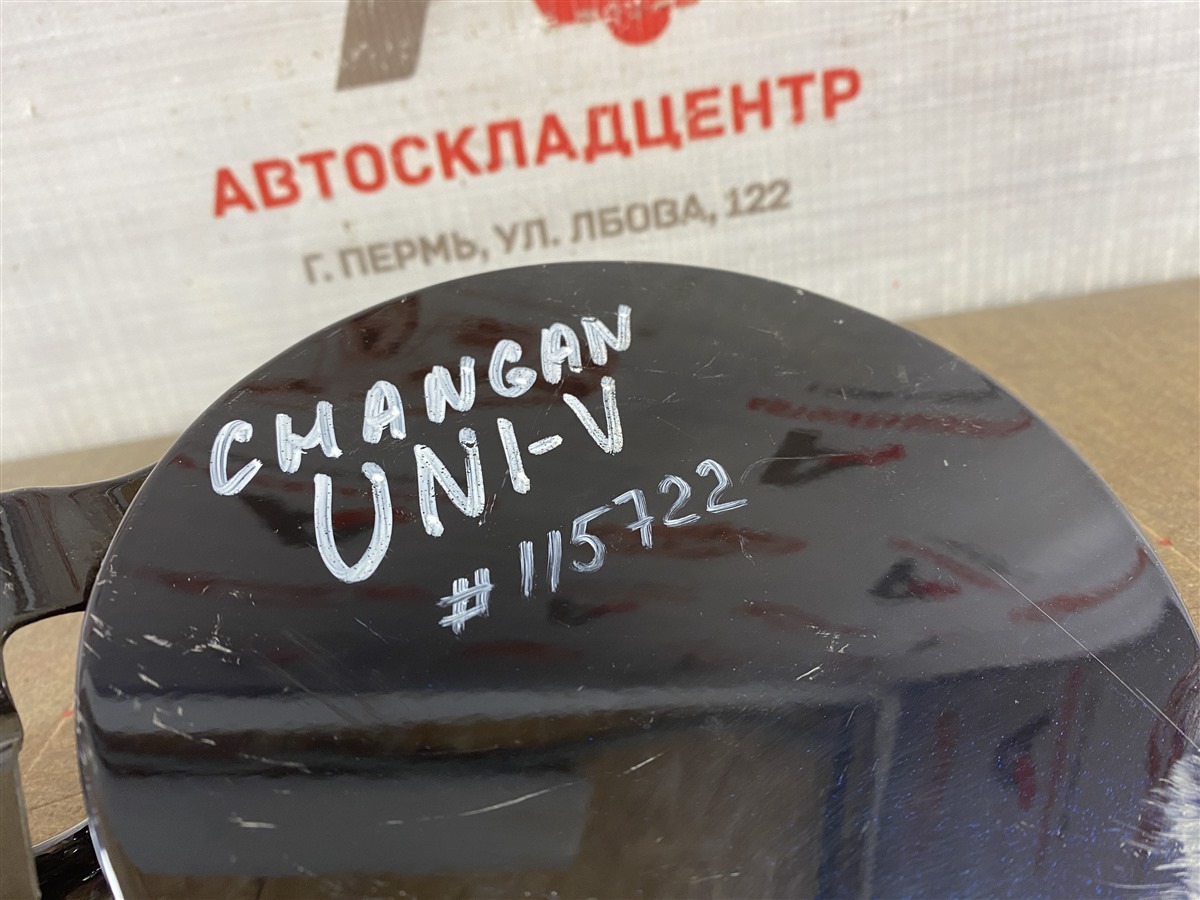 АВТОСКЛАДЦЕНТР
Г. ПЕРМЬ, УЛ. ЛБОВА, 122
CHANGAN
UNI-V
#115722